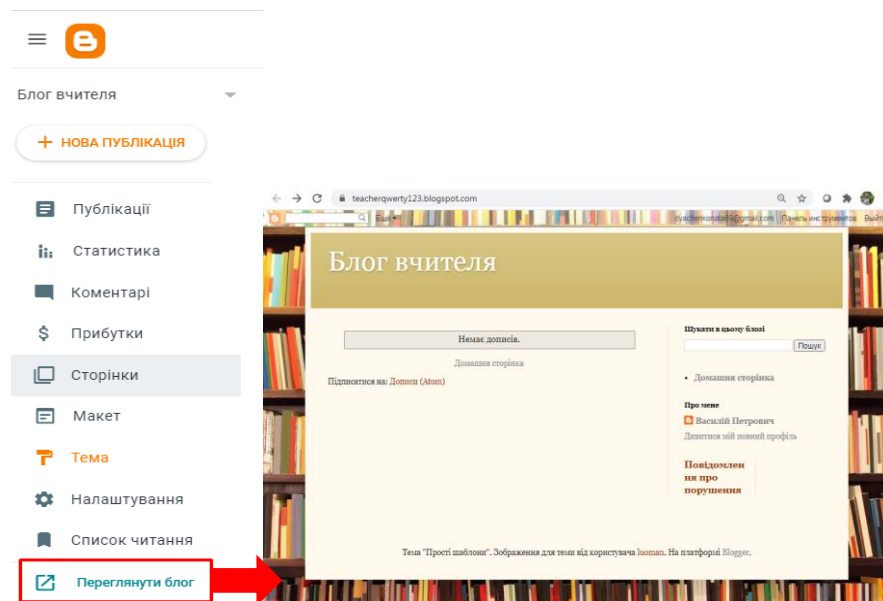 Блог вчителя
+ НОВА ПУБЛІКАЦІЯ
Публікації
Статистика
Коментарі
$ Прибутки
Сторінки
Макет
Тема
Налаштування
Список читання
Переглянути блог
teacherqwerty123.blogspot.com
Ещё
Панель инструментов Выйти
Блог вчителя
Немає дописів.
Домашня сторінка
Підписатися на: Дописи (Atom)
Шукати в цьому блозі
Пошук
Домашня сторінка
Про мене
Василій Петрович
Дивитися мій повний профіль
Повідомлен
ня про
порушення
Тема "Прості шаблони". Зображення для теми від користувача luoman. На платформі Blogger.